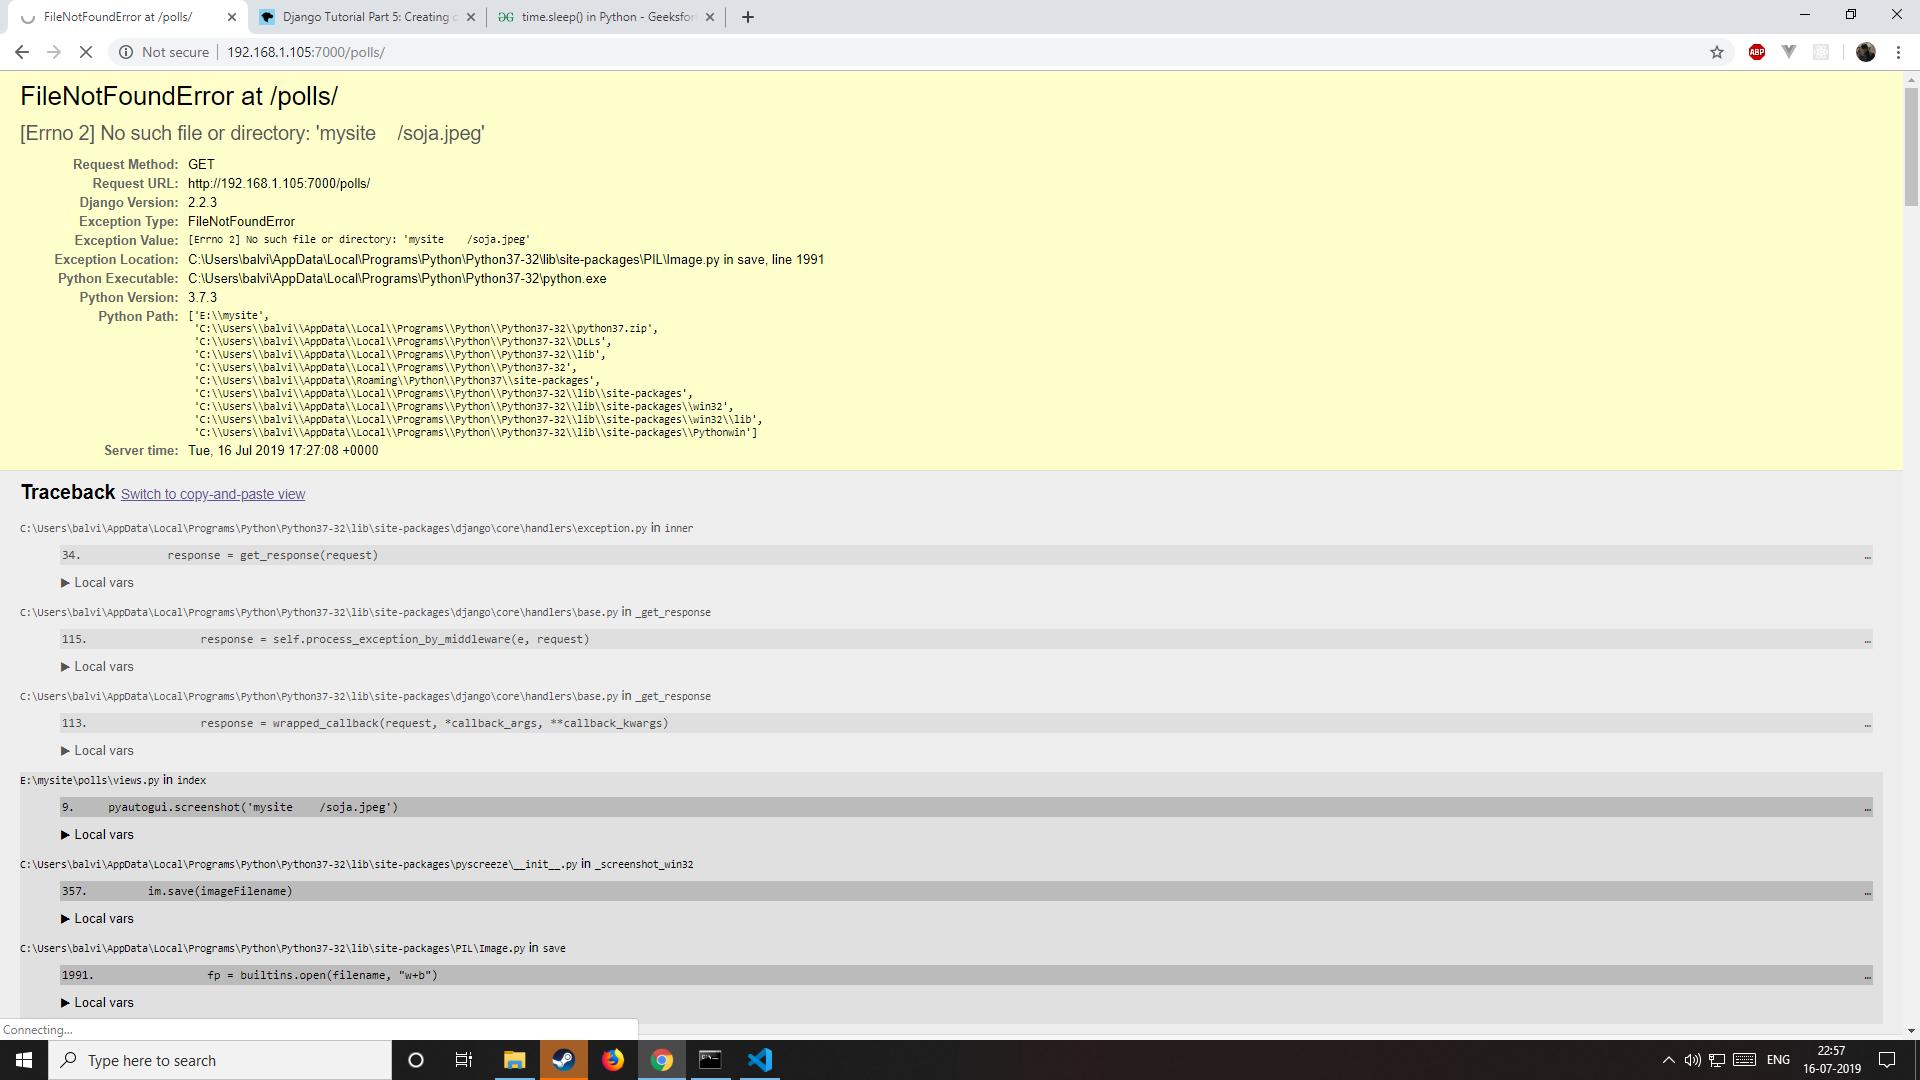 FileNotFoundError at /polls/
Django Tutorial Part 5: Creating
time.sleep() in Python - Geeksfor
Not secure
192.168.1.105:7000/polls/
ABP
FileNotFoundError at /polls/
[Errno 2] No such file or directory: 'mysite    /soja.jpeg'
Request Method: GET
Request URL: http://192.168.1.105:7000/polls/
Django Version: 2.2.3
Exception Type: FileNotFoundError
Exception Value: [Errno 2] No such file or directory: 'mysite    /soja.jpeg'
Exception Location: C:\Users\balvi\AppData\Local\Programs\Python\Python37-32\lib\site-packages\PIL\Image.py in save, line 1991
Python Executable: C:\Users\balvi\AppData\Local\Programs\Python\Python37-32\python.exe
Python Version: 3.7.3
Python Path: ['E:\\mysite',
'C:\\Users\\balvi\\AppData\\Local\\Programs\\Python\\Python37-32\\python37.zip',
'C:\\Users\\balvi\\AppData\\Local\\Programs\\Python\\Python37-32\\DLLs',
'C:\\Users\\balvi\\AppData\\Local\\Programs\\Python\\Python37-32\\lib',
'C:\\Users\\balvi\\AppData\\Local\\Programs\\Python\\Python37-32',
'C:\\Users\\balvi\\AppData\\Roaming\\Python\\Python37\\site-packages',
'C:\\Users\\balvi\\AppData\\Local\\Programs\\Python\\Python37-32\\lib\\site-packages',
'C:\\Users\\balvi\\AppData\\Local\\Programs\\Python\\Python37-32\\lib\\site-packages\\win32',
'C:\\Users\\balvi\\AppData\\Local\\Programs\\Python\\Python37-32\\lib\\site-packages\\win32\\lib',
'C:\\Users\\balvi\\AppData\\Local\\Programs\\Python\\Python37-32\\lib\\site-packages\\Pythonwin']
Server time: Tue, 16 Jul 2019 17:27:08 +0000
Traceback Switch to copy-and-paste view
C:\Users\balvi\AppData\Local\Programs\Python\Python37-32\lib\site-packages\django\core\handlers\exception.py in inner
34. response = get_response(request) …
▶ Local vars
C:\Users\balvi\AppData\Local\Programs\Python\Python37-32\lib\site-packages\django\core\handlers\base.py in _get_response
115. response = self.process_exception_by_middleware(e, request) …
▶ Local vars
C:\Users\balvi\AppData\Local\Programs\Python\Python37-32\lib\site-packages\django\core\handlers\base.py in _get_response
113. response = wrapped_callback(request, *callback_args, **callback_kwargs) …
▶ Local vars
E:\mysite\polls\views.py in index
9. pyautogui.screenshot('mysite    /soja.jpeg') …
▶ Local vars
C:\Users\balvi\AppData\Local\Programs\Python\Python37-32\lib\site-packages\pyscreeze\__init__.py in _screenshot_win32
357. im.save(imageFilename) …
▶ Local vars
C:\Users\balvi\AppData\Local\Programs\Python\Python37-32\lib\site-packages\PIL\Image.py in save
1991. fp = builtins.open(filename, "w+b") …
▶ Local vars
Connecting...
Type here to search
ENG
22:57
16-07-2019